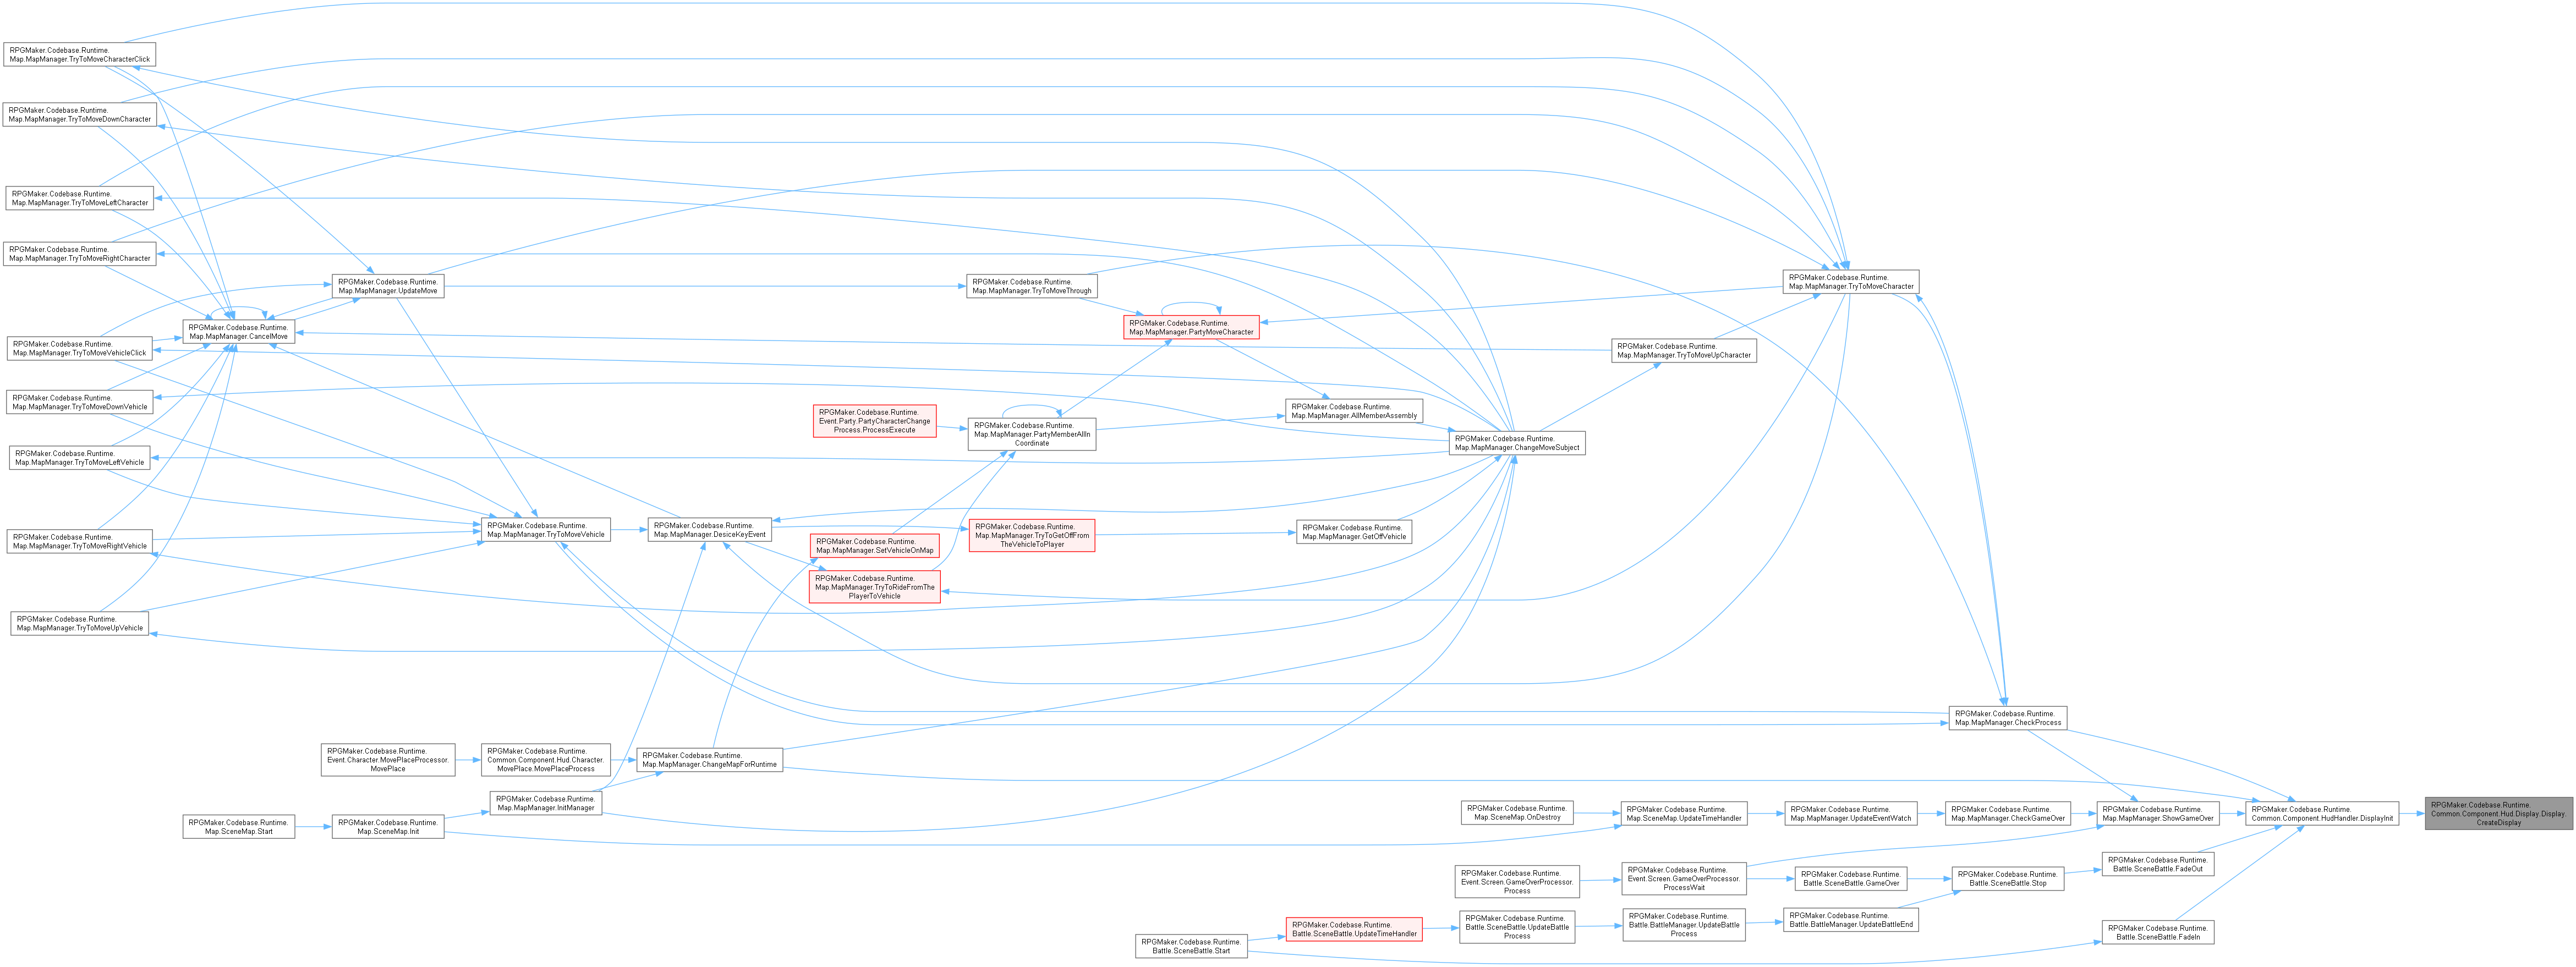 RPGMaker.Codebase.Runtime.
Map.MapManager.TryToMoveCharacterClick
RPGMaker.Codebase.Runtime.
Map.MapManager.TryToMoveDownCharacter
RPGMaker.Codebase.Runtime.
Map.MapManager.TryToMoveLeftCharacter
RPGMaker.Codebase.Runtime.
Map.MapManager.TryToMoveRightCharacter
RPGMaker.Codebase.Runtime.
Map.MapManager.UpdateMove
RPGMaker.Codebase.Runtime.
Map.MapManager.TryToMoveThrough
RPGMaker.Codebase.Runtime.
Map.MapManager.TryToMoveCharacter
RPGMaker.Codebase.Runtime.
Map.MapManager.CancelMove
RPGMaker.Codebase.Runtime.
Map.MapManager.PartyMoveCharacter
RPGMaker.Codebase.Runtime.
Map.MapManager.TryToMoveVehicleClick
RPGMaker.Codebase.Runtime.
Map.MapManager.TryToMoveUpCharacter
RPGMaker.Codebase.Runtime.
Map.MapManager.TryToMoveDownVehicle
RPGMaker.Codebase.Runtime.
Event.Party.PartyCharacterChange
Process.ProcessExecute
RPGMaker.Codebase.Runtime.
Map.MapManager.PartyMemberAllIn
Coordinate
RPGMaker.Codebase.Runtime.
Map.MapManager.AllMemberAssembly
RPGMaker.Codebase.Runtime.
Map.MapManager.ChangeMoveSubject
RPGMaker.Codebase.Runtime.
Map.MapManager.TryToMoveLeftVehicle
RPGMaker.Codebase.Runtime.
Map.MapManager.TryToMoveRightVehicle
RPGMaker.Codebase.Runtime.
Map.MapManager.TryToMoveVehicle
RPGMaker.Codebase.Runtime.
Map.MapManager.DesiceKeyEvent
RPGMaker.Codebase.Runtime.
Map.MapManager.SetVehicleOnMap
RPGMaker.Codebase.Runtime.
Map.MapManager.TryToGetOffFrom
TheVehicleToPlayer
RPGMaker.Codebase.Runtime.
Map.MapManager.GetOffVehicle
RPGMaker.Codebase.Runtime.
Map.MapManager.TryToRideFromThe
PlayerToVehicle
RPGMaker.Codebase.Runtime.
Map.MapManager.TryToMoveUpVehicle
RPGMaker.Codebase.Runtime.
Map.MapManager.CheckProcess
RPGMaker.Codebase.Runtime.
Event.Character.MovePlaceProcessor.
MovePlace
RPGMaker.Codebase.Runtime.
Common.Component.Hud.Character.
MovePlace.MovePlaceProcess
RPGMaker.Codebase.Runtime.
Map.MapManager.ChangeMapForRuntime
RPGMaker.Codebase.Runtime.
Map.MapManager.InitManager
RPGMaker.Codebase.Runtime.
Map.SceneMap.Start
RPGMaker.Codebase.Runtime.
Map.SceneMap.Init
RPGMaker.Codebase.Runtime.
Map.SceneMap.OnDestroy
RPGMaker.Codebase.Runtime.
Map.SceneMap.UpdateTimeHandler
RPGMaker.Codebase.Runtime.
Map.MapManager.UpdateEventWatch
RPGMaker.Codebase.Runtime.
Map.MapManager.CheckGameOver
RPGMaker.Codebase.Runtime.
Map.MapManager.ShowGameOver
RPGMaker.Codebase.Runtime.
Common.Component.HudHandler.DisplayInit
RPGMaker.Codebase.Runtime.
Common.Component.Hud.Display.Display.
CreateDisplay
RPGMaker.Codebase.Runtime.
Event.Screen.GameOverProcessor.
Process
RPGMaker.Codebase.Runtime.
Event.Screen.GameOverProcessor.
ProcessWait
RPGMaker.Codebase.Runtime.
Battle.SceneBattle.GameOver
RPGMaker.Codebase.Runtime.
Battle.SceneBattle.Stop
RPGMaker.Codebase.Runtime.
Battle.SceneBattle.FadeOut
RPGMaker.Codebase.Runtime.
Battle.SceneBattle.Start
RPGMaker.Codebase.Runtime.
Battle.SceneBattle.UpdateTimeHandler
RPGMaker.Codebase.Runtime.
Battle.SceneBattle.UpdateBattle
Process
RPGMaker.Codebase.Runtime.
Battle.BattleManager.UpdateBattle
Process
RPGMaker.Codebase.Runtime.
Battle.BattleManager.UpdateBattleEnd
RPGMaker.Codebase.Runtime.
Battle.SceneBattle.FadeIn